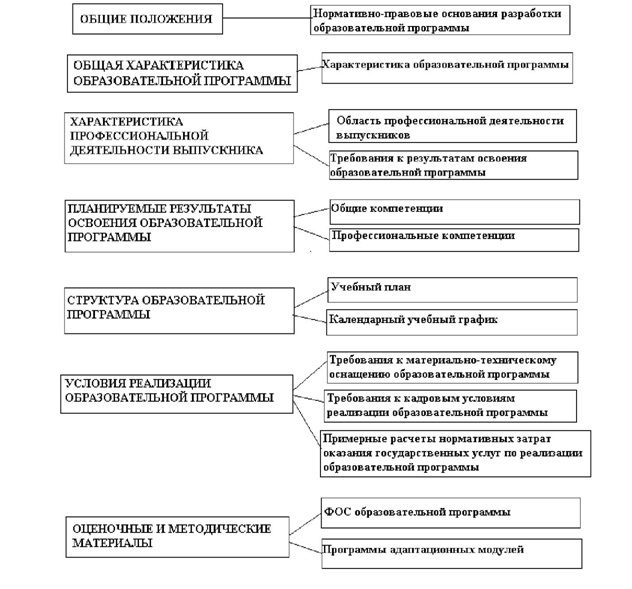 ОБЩИЕ ПОЛОЖЕНИЯ
Нормативно-правовые основания разработки
образовательной программы
ОБЩАЯ ХАРАКТЕРИСТИКА
ОБРАЗОВАТЕЛЬНОЙ ПРОГРАММЫ
Характеристика образовательной программы
ХАРАКТЕРИСТИКА
ПРОФЕССИОНАЛЬНОЙ
ДЕЯТЕЛЬНОСТИ ВЫПУСКНИКА
Область профессиональной деятельности
выпускников
Требования к результатам освоения
образовательной программы
ПЛАНИРУЕМЫЕ РЕЗУЛЬТАТЫ
ОСВОЕНИЯ ОБРАЗОВАТЕЛЬНОЙ
ПРОГРАММЫ
Общие компетенции
Профессиональные компетенции
СТРУКТУРА ОБРАЗОВАТЕЛЬНОЙ
ПРОГРАММЫ
Учебный план
Календарный учебный график
УСЛОВИЯ РЕАЛИЗАЦИИ
ОБРАЗОВАТЕЛЬНОЙ ПРОГРАММЫ
Требования к материально-техническому
оснащению образовательной программы
Требования к кадровым условиям
реализации образовательной программы
Примерные расчеты нормативных затрат
оказания государственных услуг по реализации
образовательной программы
ОЦЕНОЧНЫЕ И МЕТОДИЧЕСКИЕ
МАТЕРИАЛЫ
ФОС образовательной программы
Программы адаптационных модулей